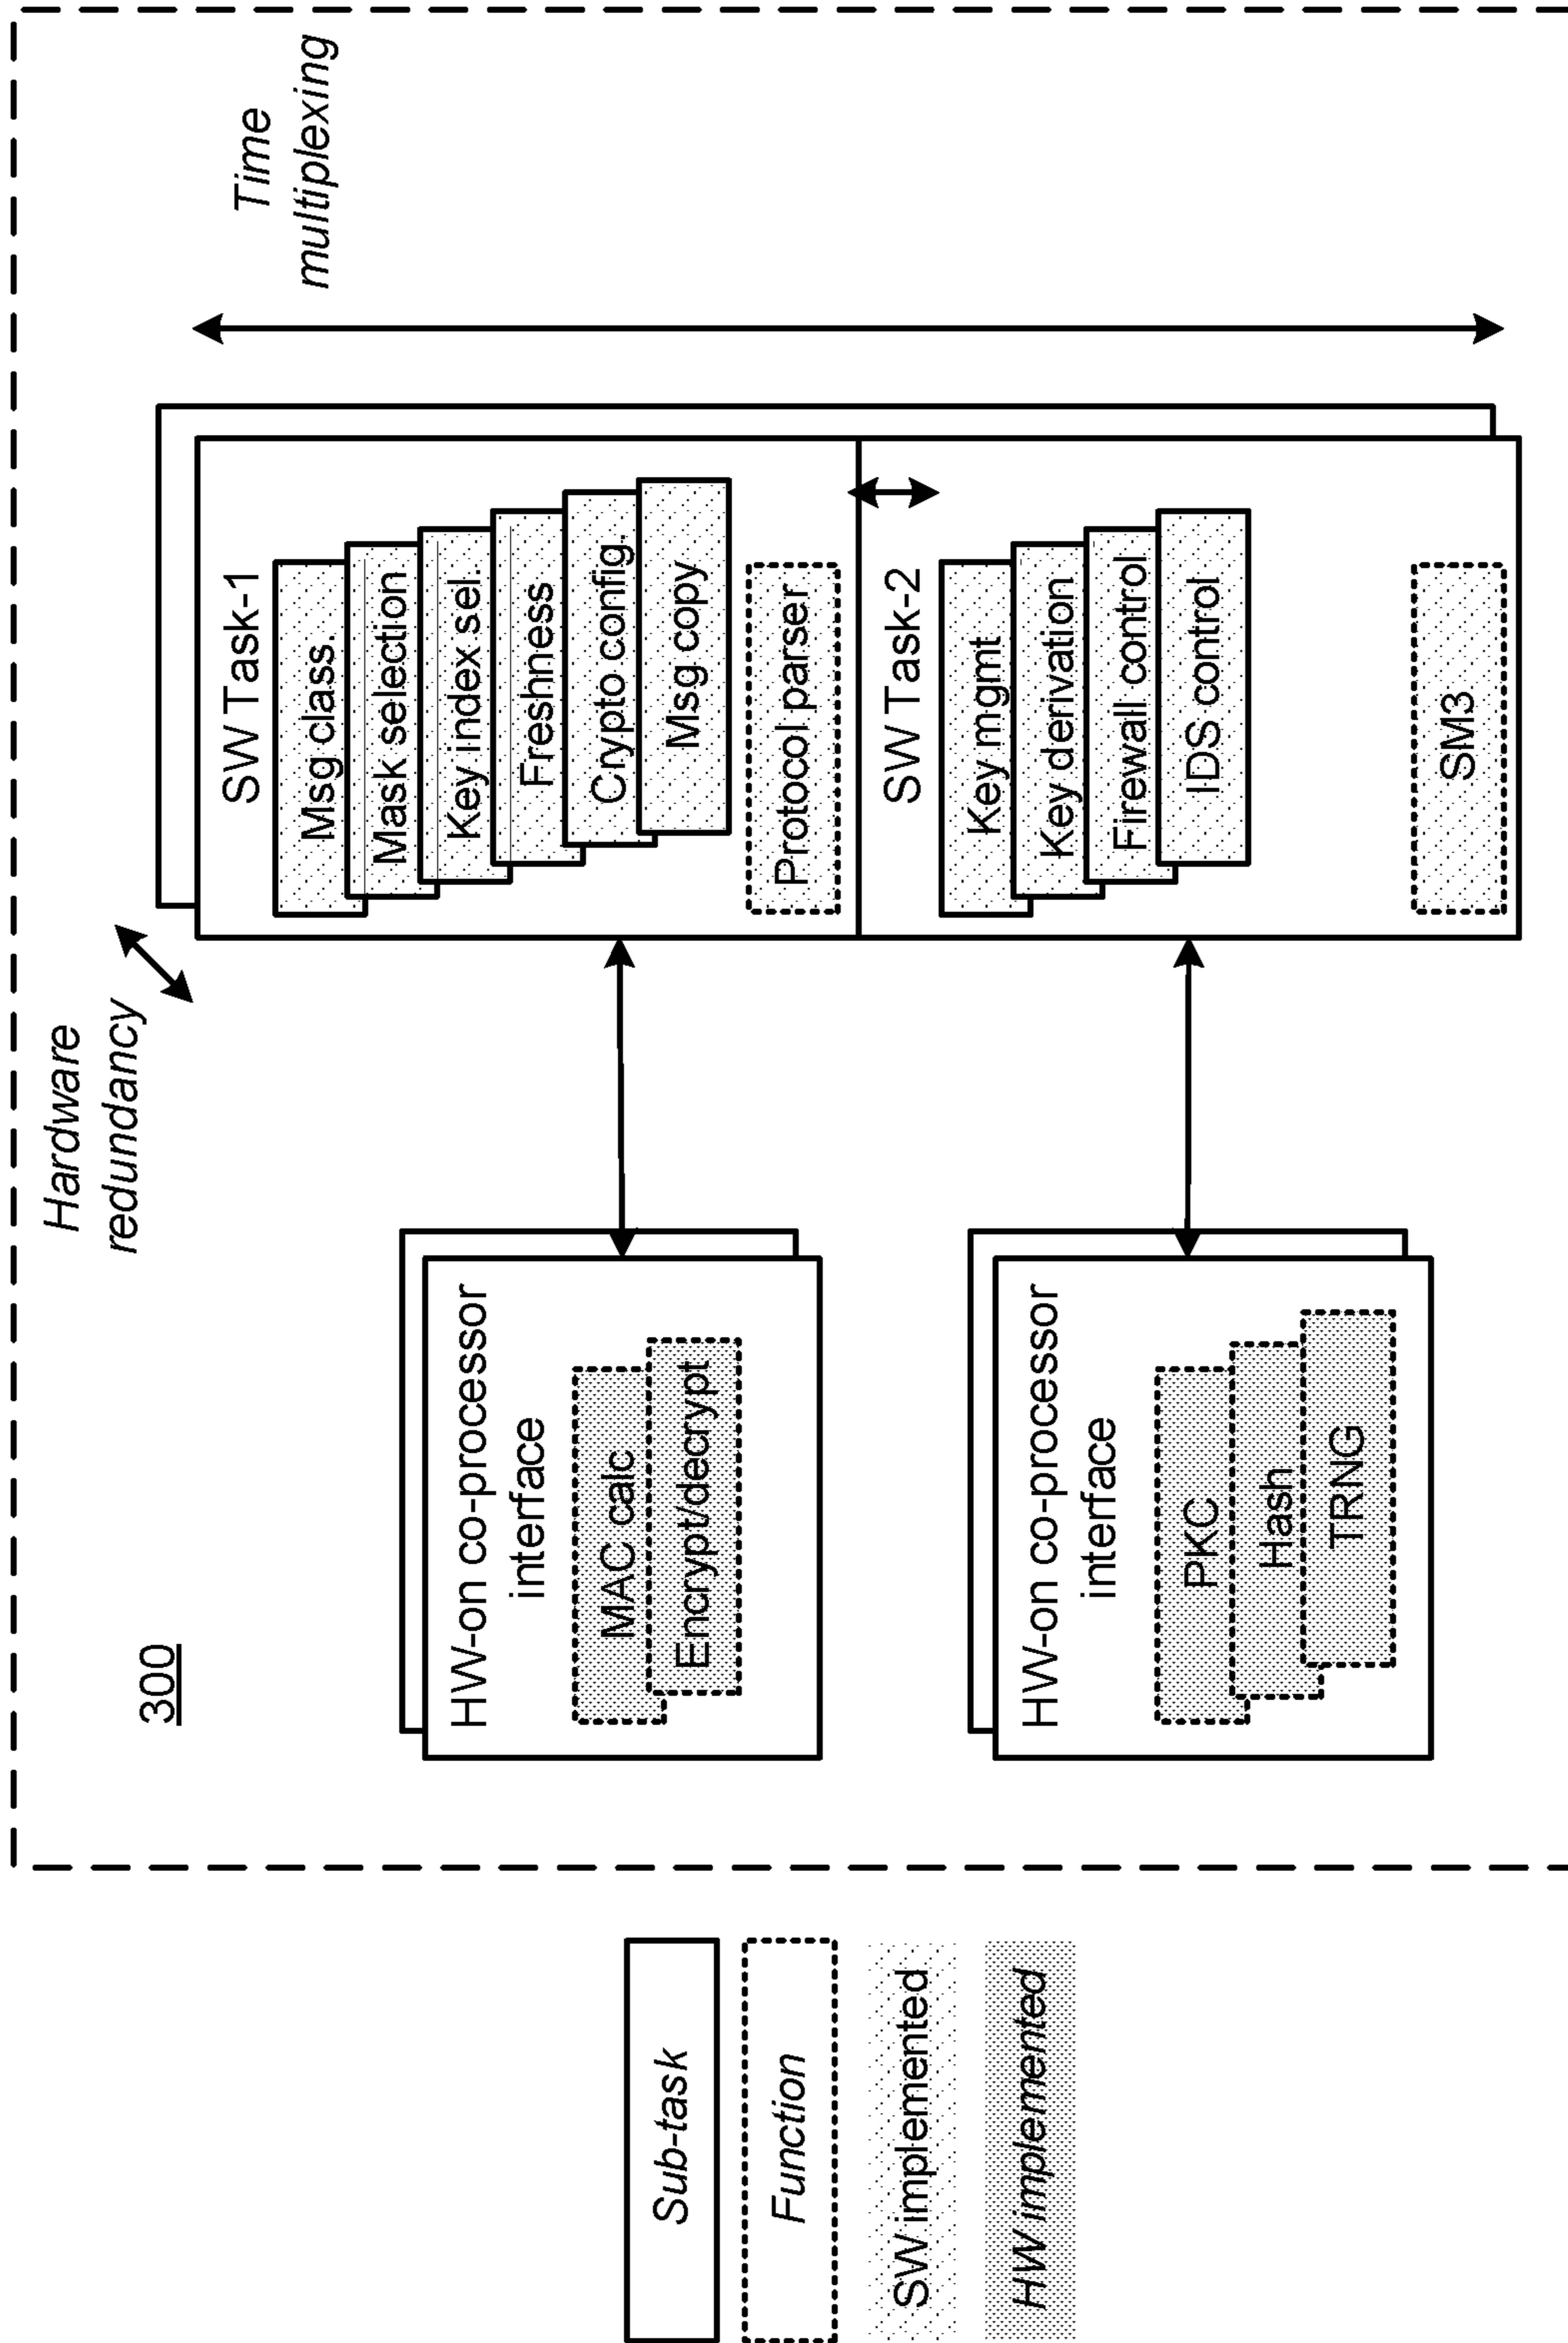 300
Hardware
redundancy
Time
multiplexing
HW-on co-processor
interface
MAC calc
Encrypt/decrypt
HW-on co-processor
interface
PKC
Hash
TRNG
SW Task-1
Msg class.
Mask selection
Key index sel.
Freshness
Crypto config.
Msg copy
Protocol parser
SW Task-2
Key mgmt
Key derivation
Firewall control
IDS control
SM3
Sub-task
Function
SW implemented
HW implemented